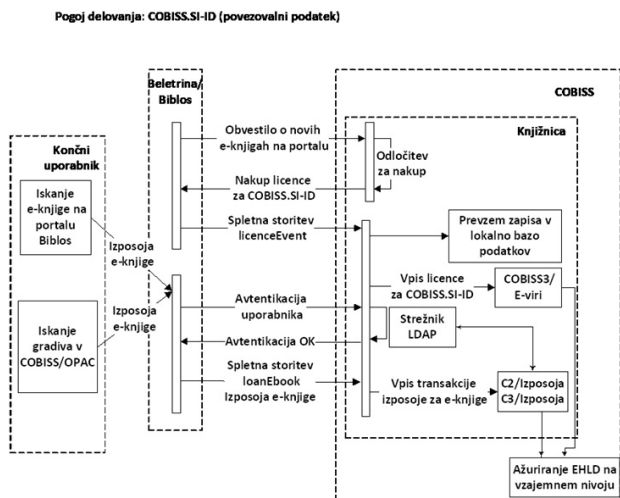 Pogoj delovanja: COBISS.SI-ID (povezovalni podatek)
Beletrina/
Biblos
COBISS
Knjižnica
Končni
uporabnik
Obvestilo o novih
e-knjigah na portalu
Odločitev
za nakup
Nakup licence
za COBISS.SI-ID
Iskanje
e-knjige na
portalu
Biblos
Izposoja
e-knjige
Spletna storitev
licenceEvent
Prevzem zapisa v
lokalno bazo
podatkov
Vpis licence
za COBISS.SI-ID
COBISS3/
E-viri
Izposoja
e-knjige
Iskanje
gradiva v
COBISS/OPAC
Avtentikacija
uporabnika
Strežnik
LDAP
Avtentikacija OK
Spletna storitev
loanEbook
Izposoja e-knjige
Vpis transakcije
izposoje za e-knjige
C2/Izposoja
C3/Izposoja
Ažuriranje EHLD na
vzajemnem nivoju